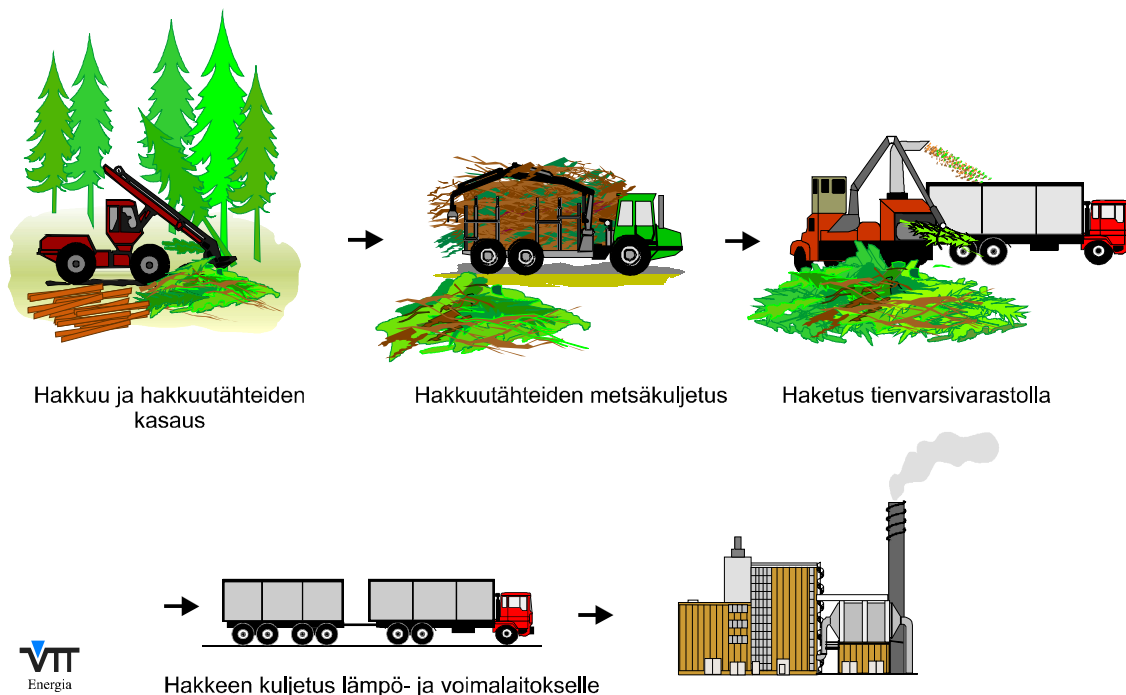 Hakkuu ja hakkuutähteiden
kasaus
Hakkuutähteiden metsäkuljetus
Haketus tienvarsivarastolla
VTT
Energia
Hakkeen kuljetus lämpö- ja voimalaitokselle